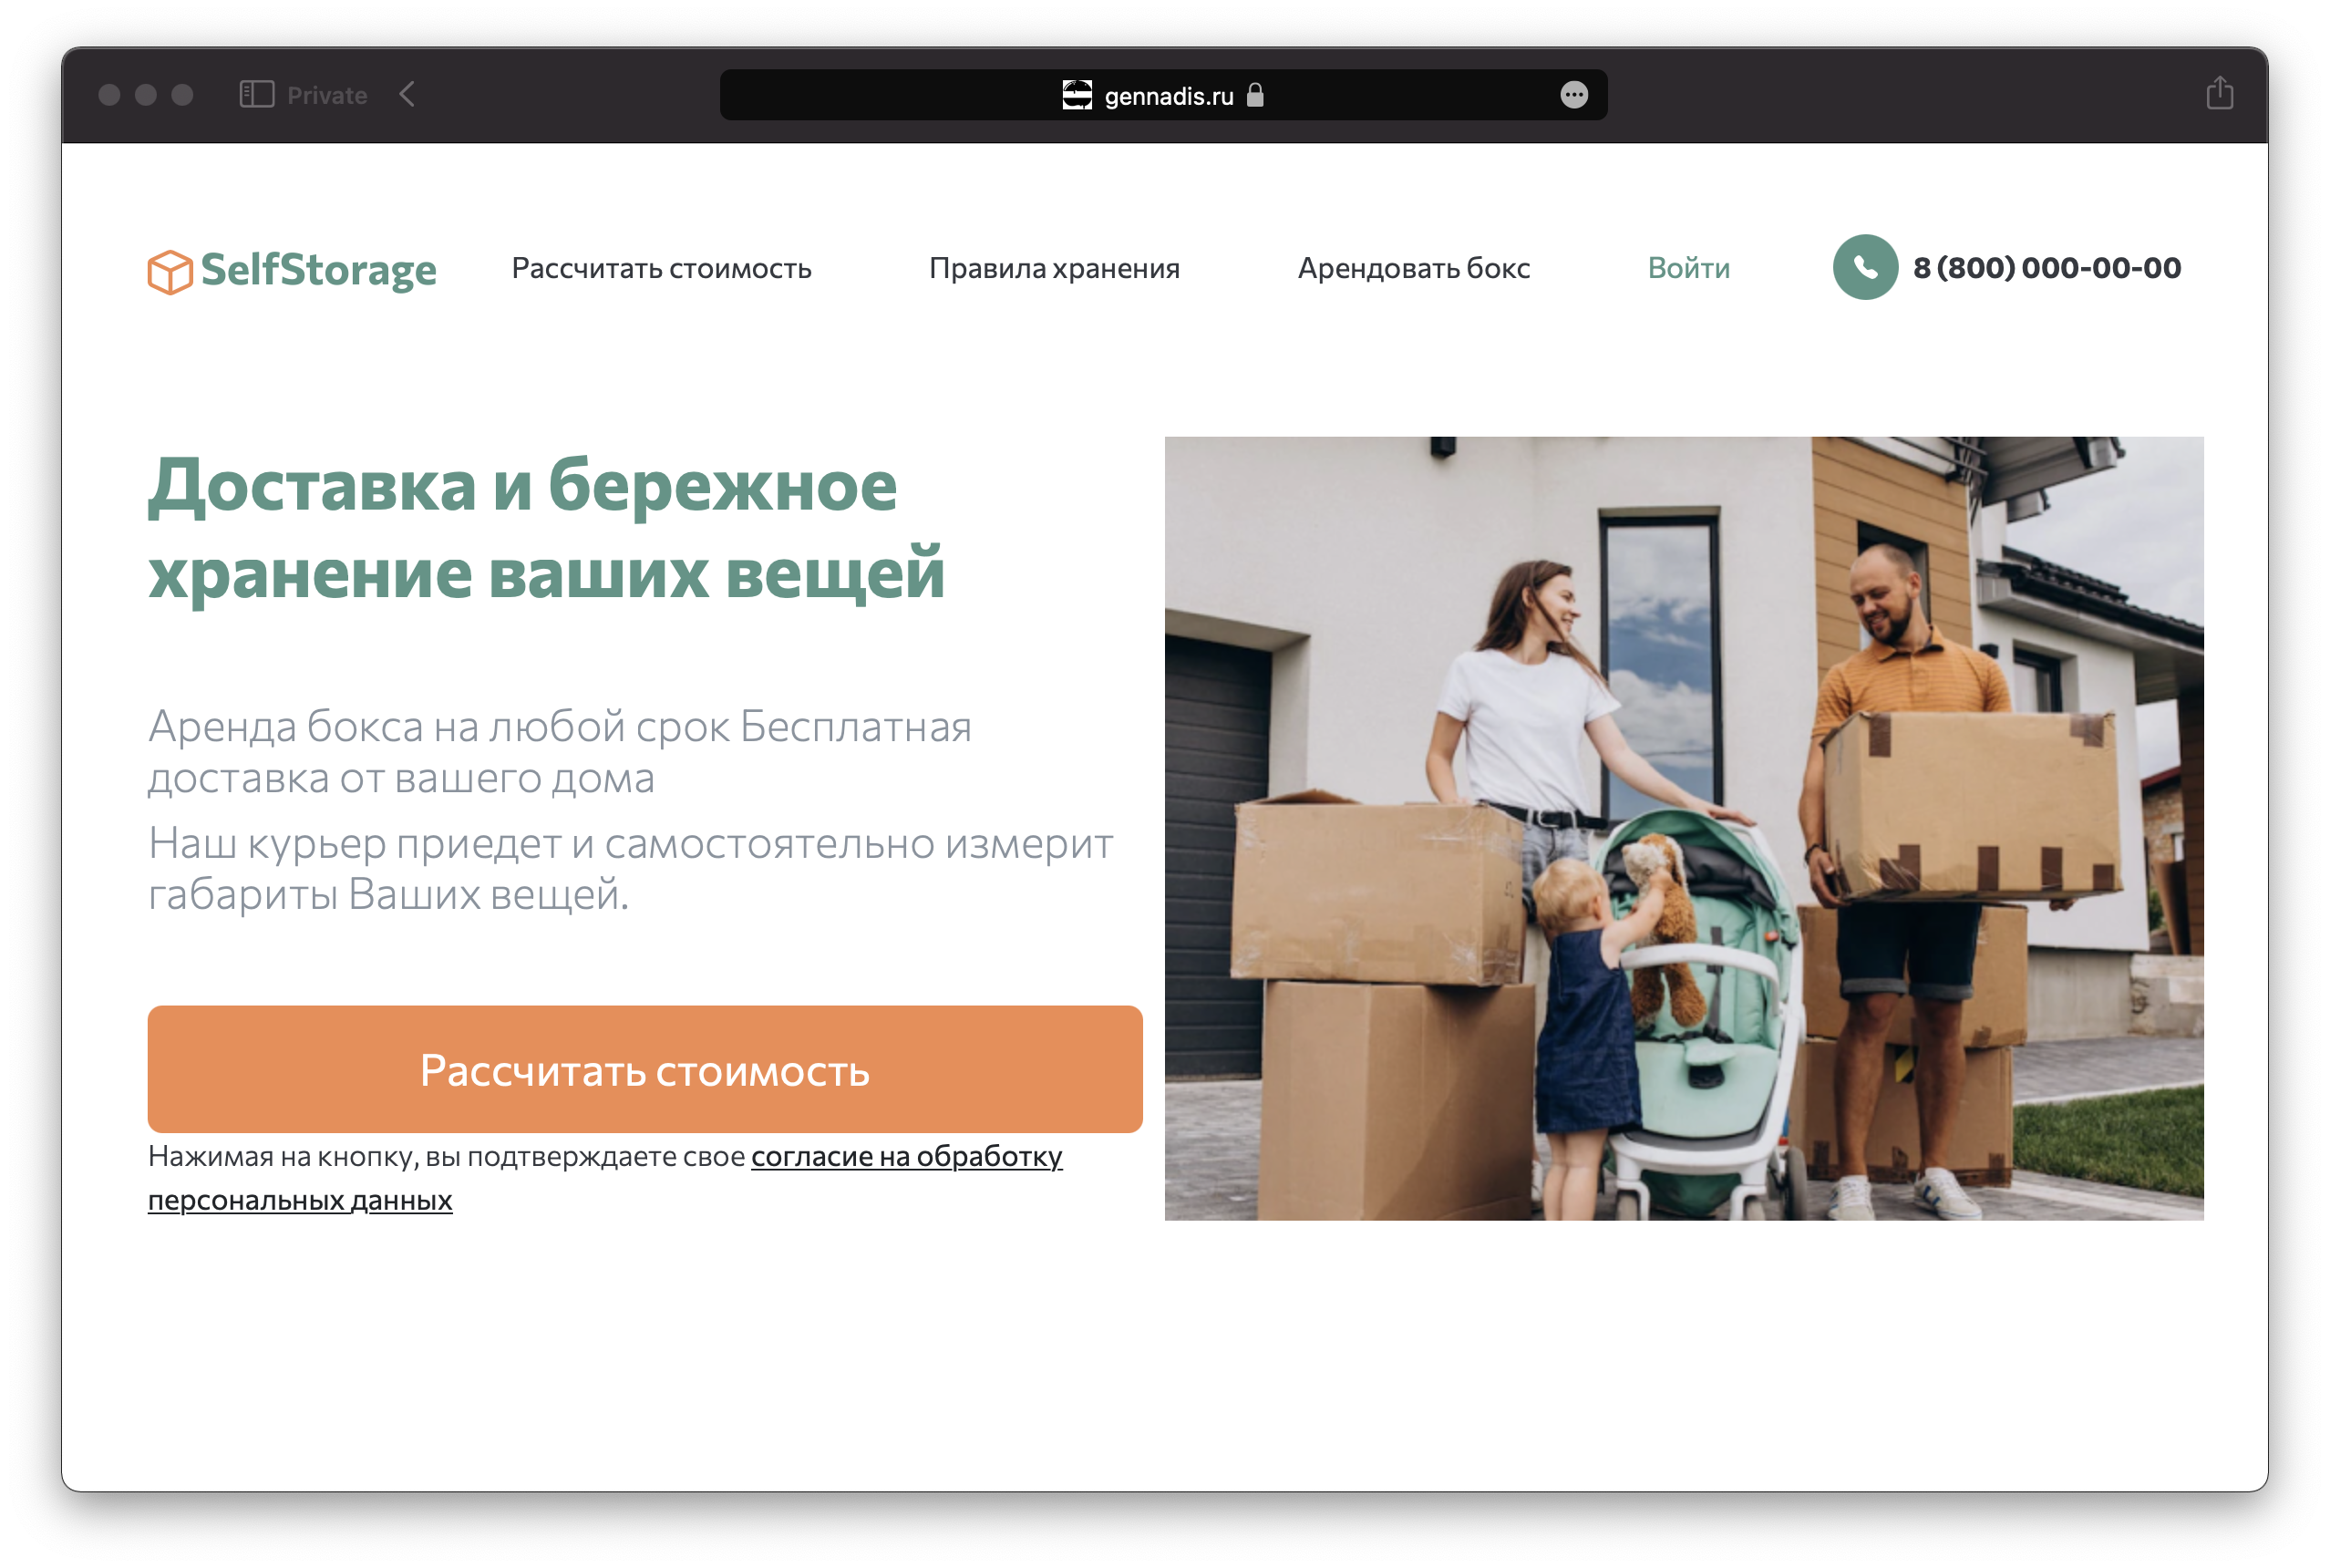 Private
gennadis.ru
SelfStorage
Рассчитать стоимость
Правила хранения
Арендовать бокс
Войти
8 (800) 000-00-00
Доставка и бережное
хранение ваших вещей
Аренда бокса на любой срок Бесплатная
доставка от вашего дома
Наш курьер приедет и самостоятельно измерит
габариты Ваших вещей.
Рассчитать стоимость
Нажимая на кнопку, вы подтверждаете свое согласие на обработку
персональных данных